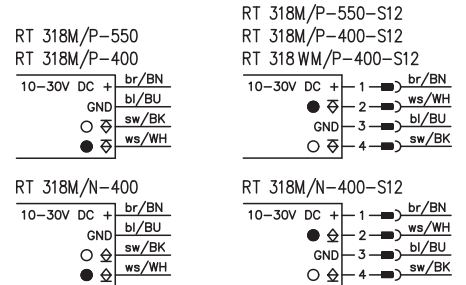 RT 318M/P-550
RT 318M/P-400
10-30V DC + br/BN
GND bl/BU
sw/BK
ws/WH
RT 318M/P-550-S12
RT 318M/P-400-S12
RT 318 WM/P-400-S12
10-30V DC + 1 br/BN
2 ws/WH
GND 3 bl/BU
4 sw/BK
RT 318M/N-400
10-30V DC + br/BN
GND bl/BU
sw/BK
ws/WH
RT 318M/N-400-S12
10-30V DC + 1 br/BN
2 ws/WH
GND 3 bl/BU
4 sw/BK